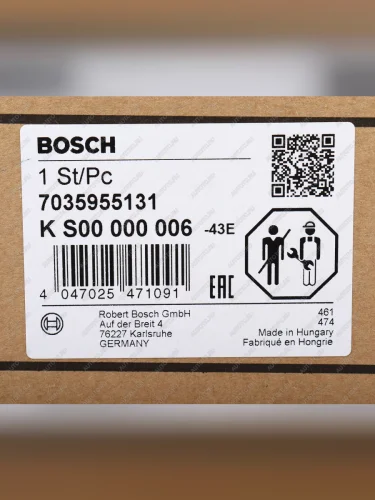 BOSCH
1 St/Pc
7035955131
K S00 000 006 -43E
4 047025 471091
EAC
Robert Bosch GmbH
Auf der Breit 4
76227 Karlsruhe
GERMANY
461
474
Made in Hungary
Fabriqué en Hongrie